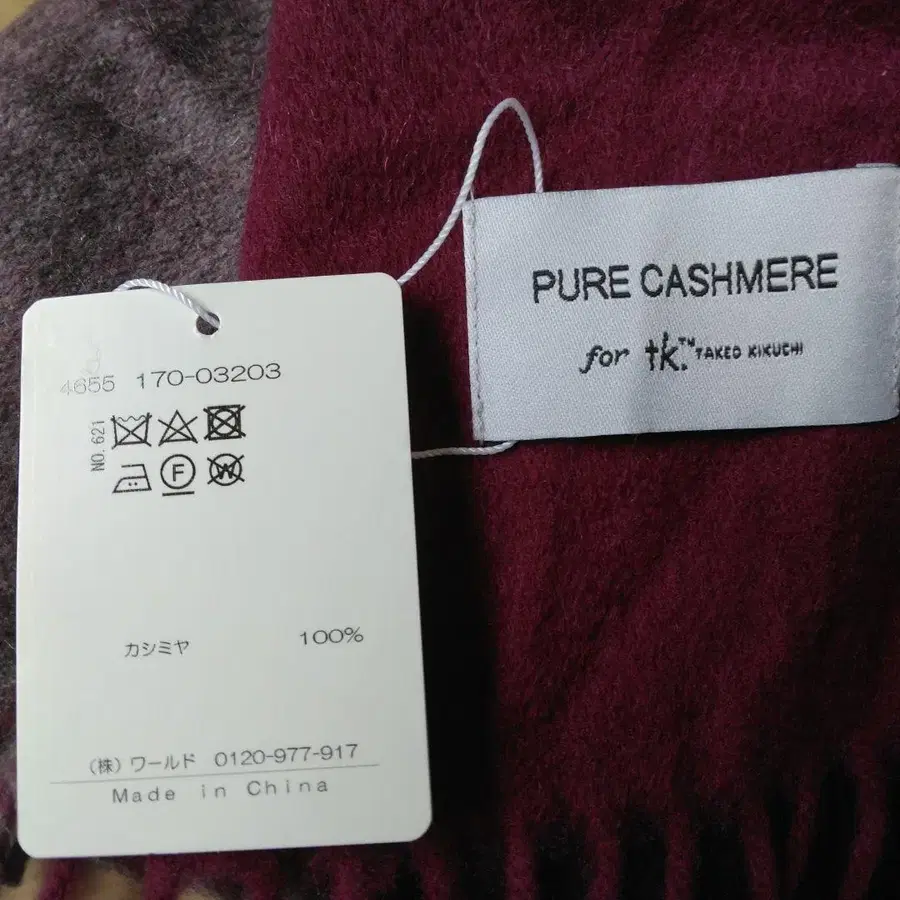 4655 170-03203
NO. 621
F
W
カシミヤ 100%
(株) ワールド 0120-977-917
Made in China
PURE CASHMERE
for tk.™ TAKEO KIKUCHI